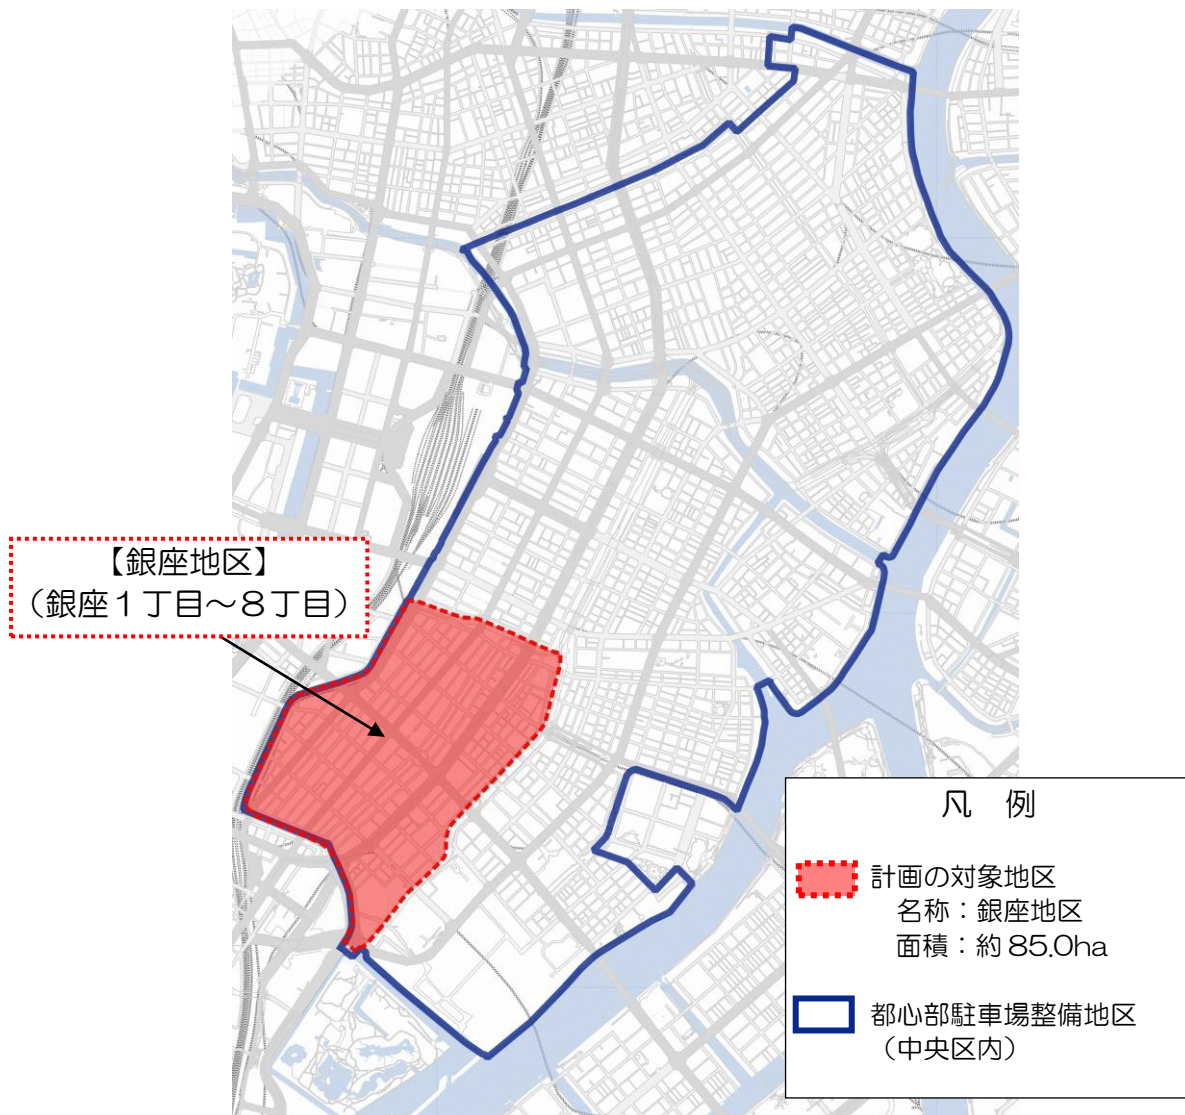 【銀座地区】
（銀座１丁目～８丁目）
凡　例
計画の対象地区
名称：銀座地区
面積：約85.0ha
都心部駐車場整備地区
（中央区内）